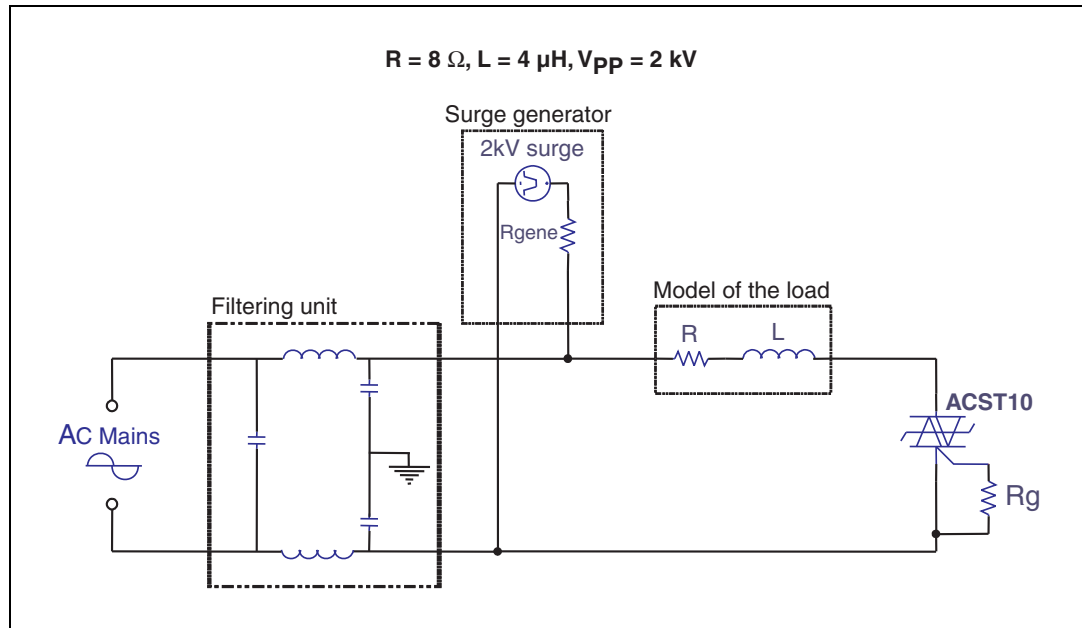 R = 8 Ω, L = 4 µH, VPP = 2 kV
Surge generator
2kV surge
Rgene
Model of the load
R
L
Filtering unit
AC Mains
ACST10
Rg